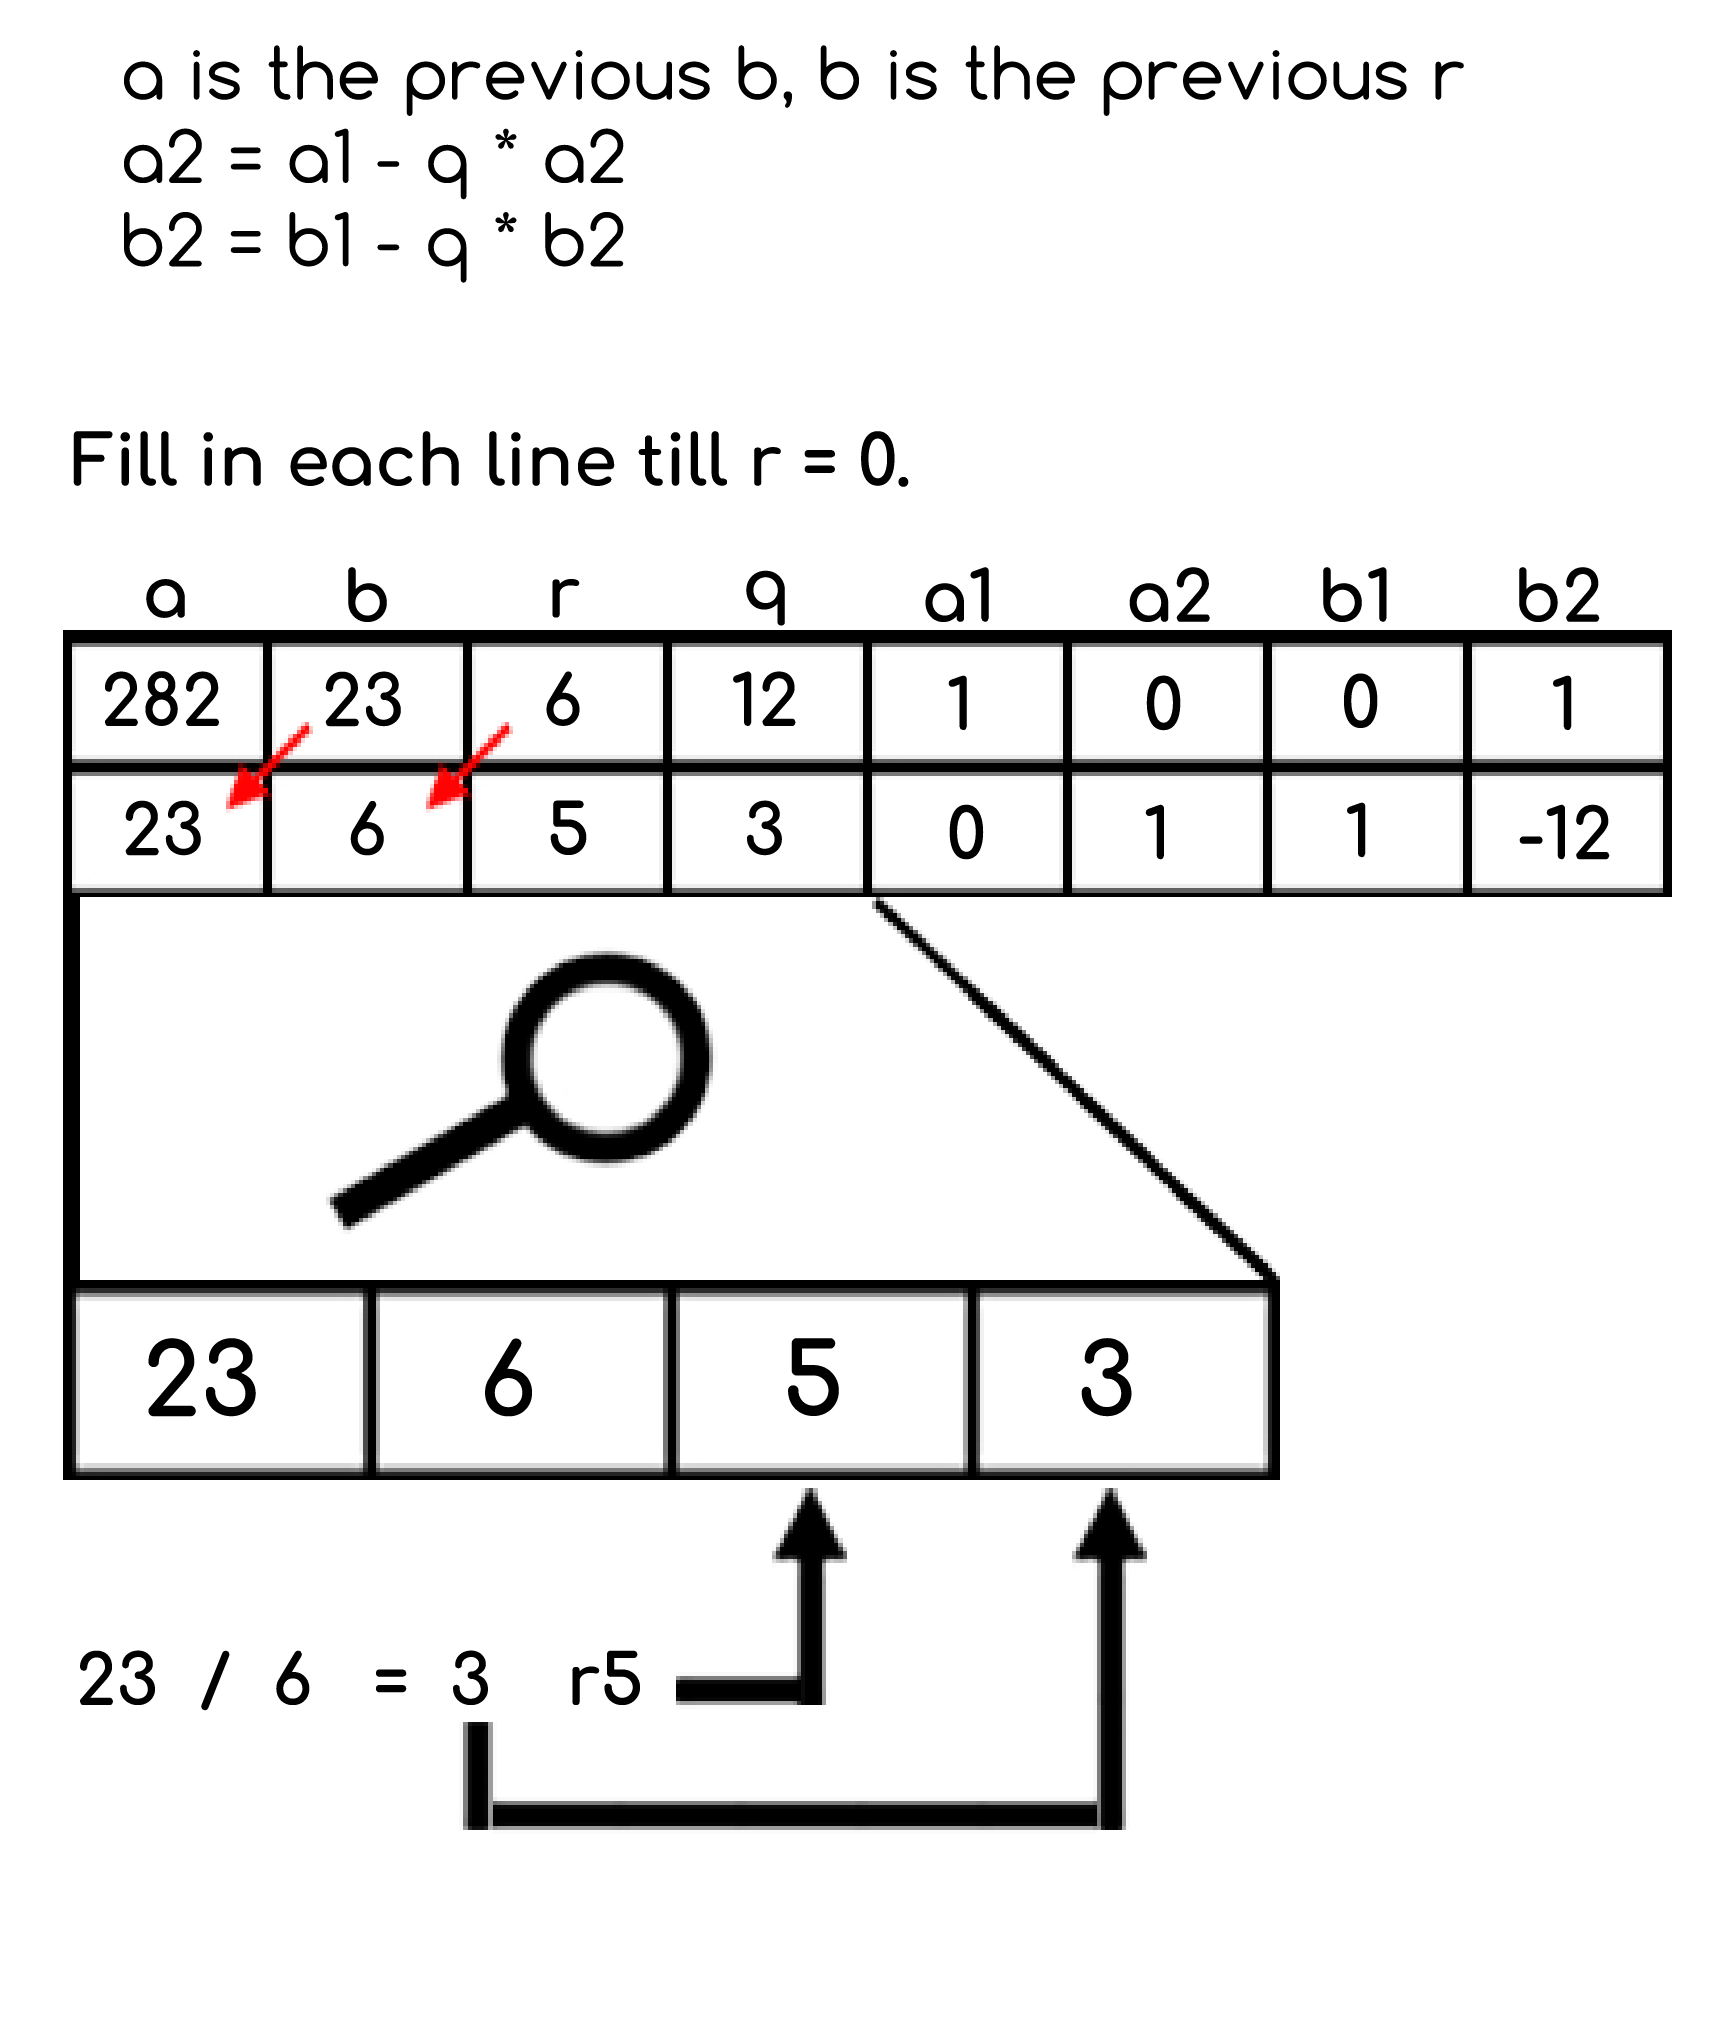 a is the previous b, b is the previous r
a2 = a1 - q * a2
b2 = b1 - q * b2
Fill in each line till r = 0.
a b r q a1 a2 b1 b2
282 23 6 12 1 0 0 1
23 6 5 3 0 1 1 -12
23 6 5 3
23 / 6 = 3 r5